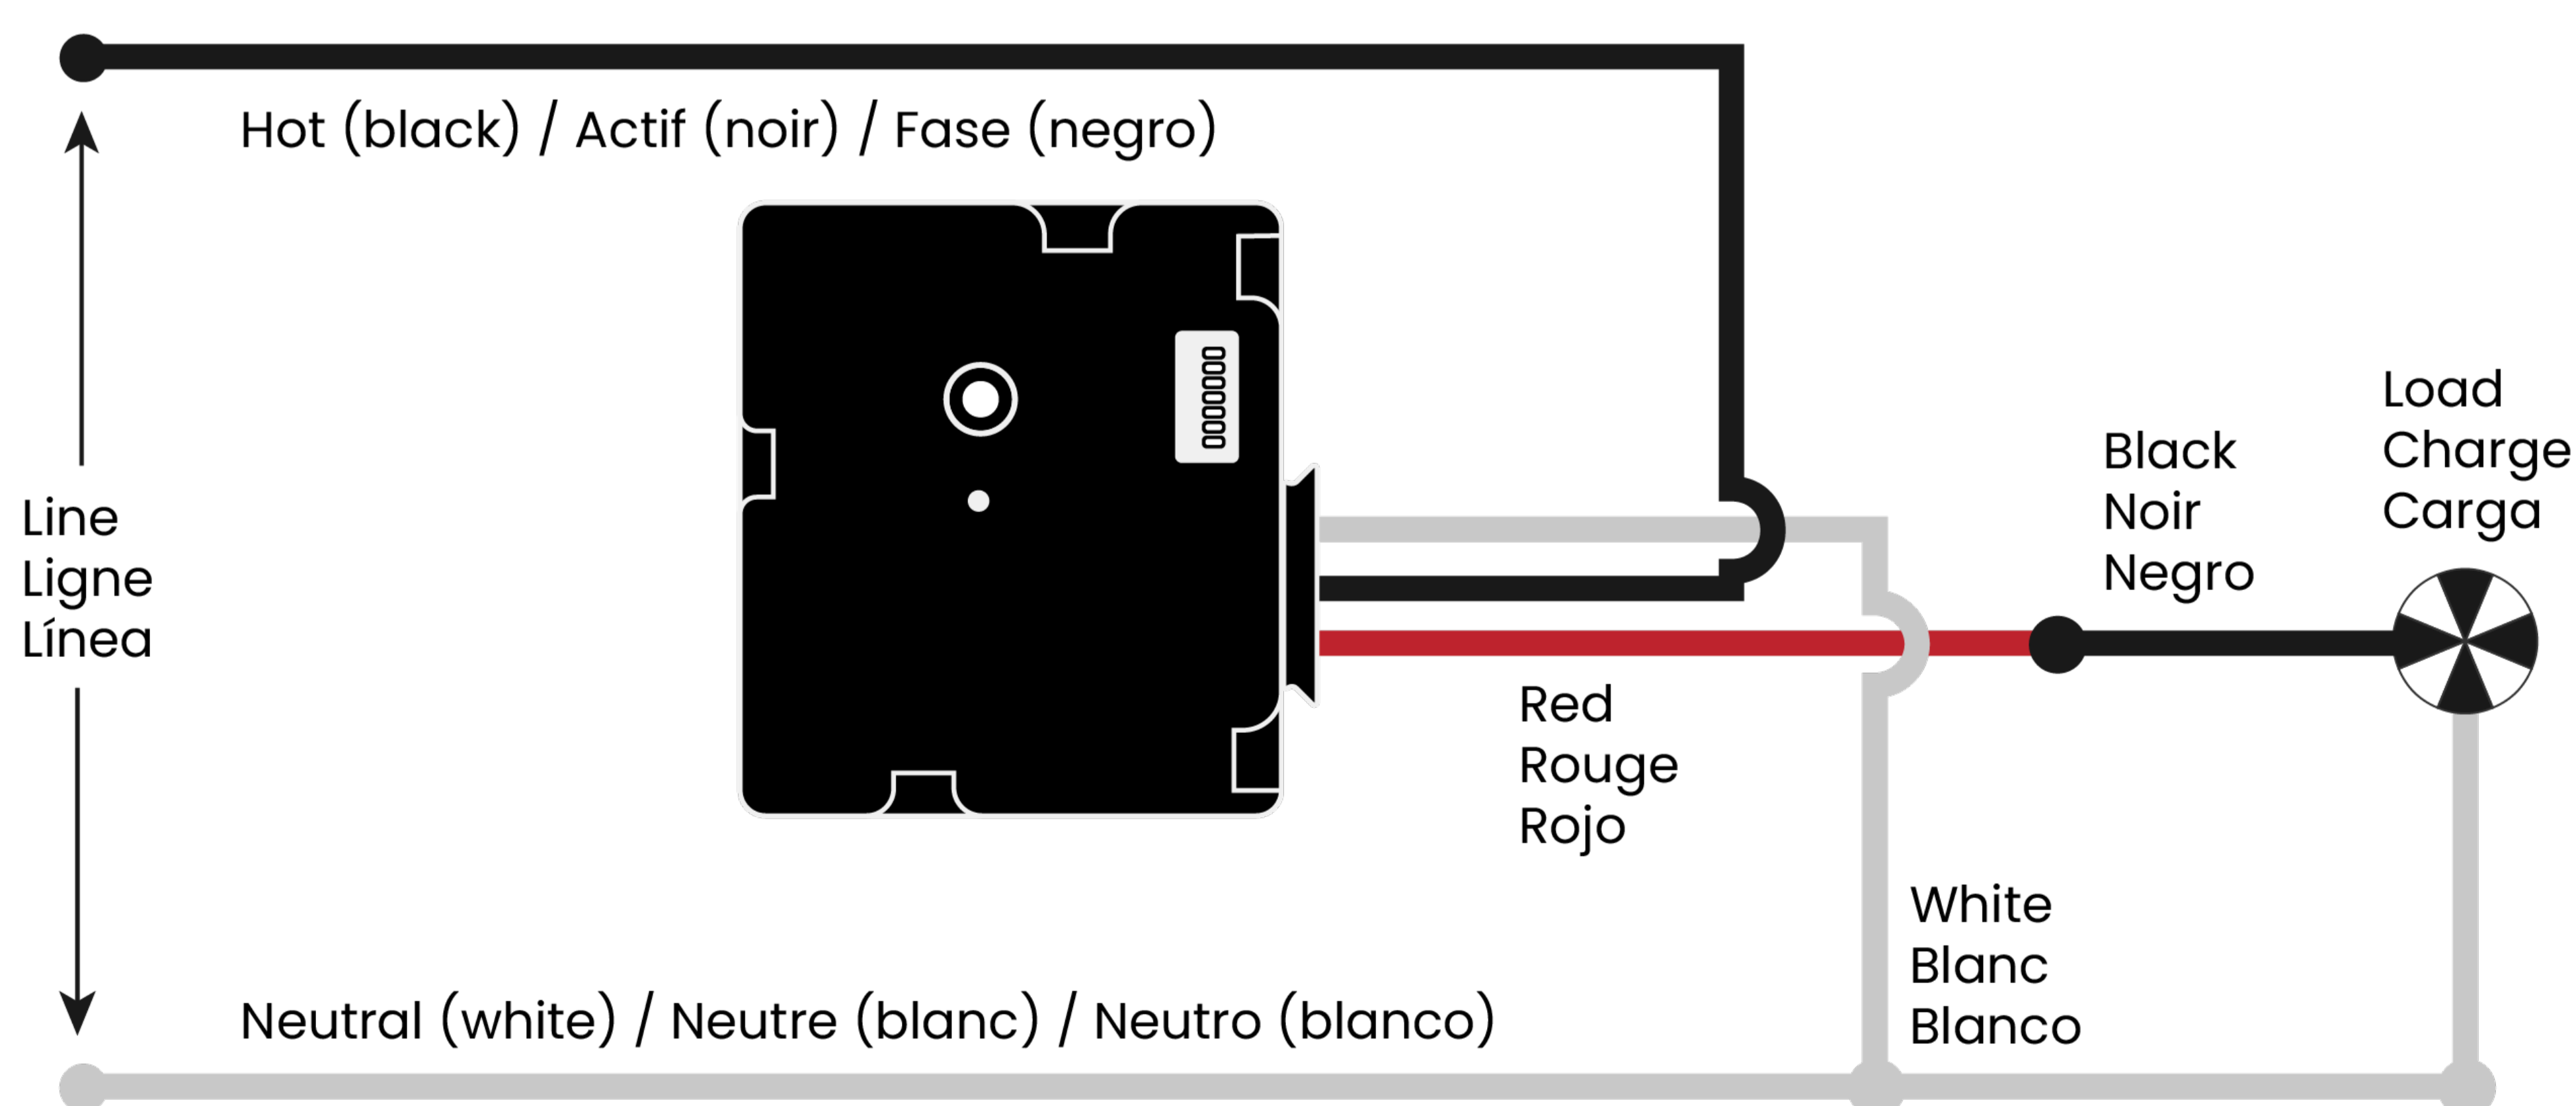 Hot (black) / Actif (noir) / Fase (negro)
0000000
Line
Ligne
Línea
Load
Charge
Carga
Black
Noir
Negro
Red
Rouge
Rojo
White
Blanc
Blanco
Neutral (white) / Neutre (blanc) / Neutro (blanco)